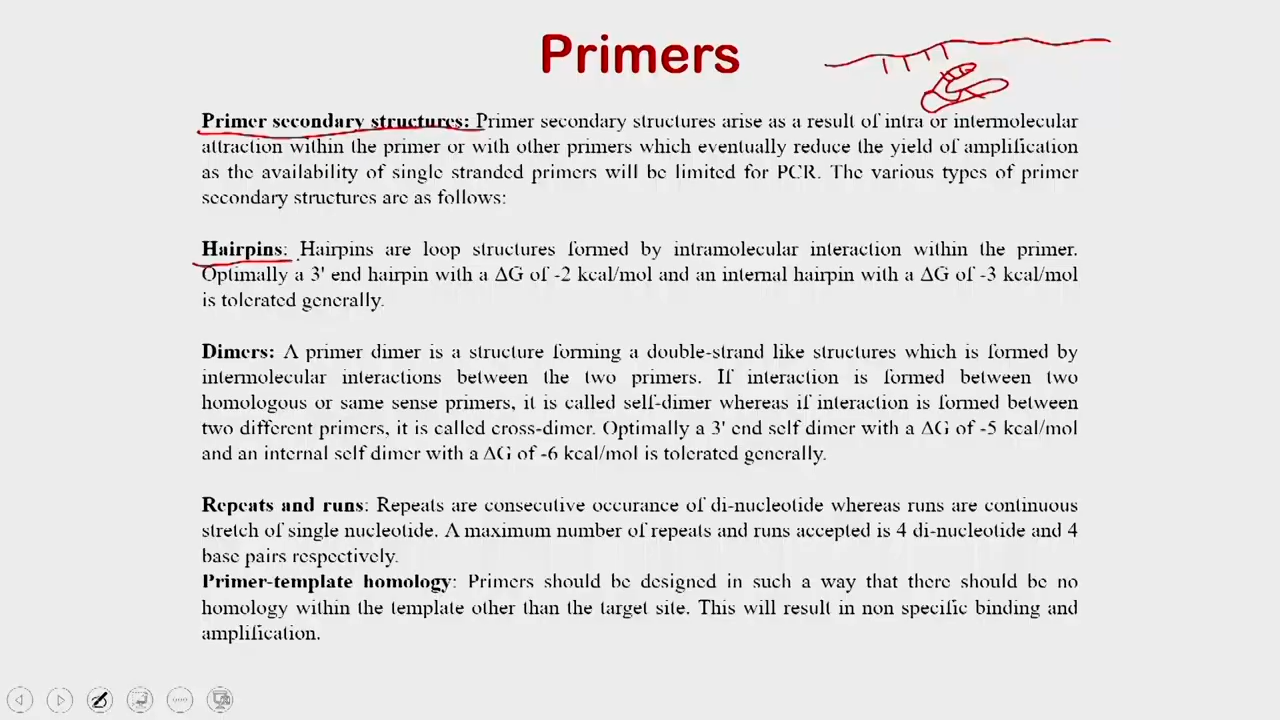 Primers
Primer secondary structures: Primer secondary structures arise as a result of intra or intermolecular
attraction within the primer or with other primers which eventually reduce the yield of amplification
as the availability of single stranded primers will be limited for PCR. The various types of primer
secondary structures are as follows:
Hairpins: Hairpins are loop structures formed by intramolecular interaction within the primer.
Optimally a 3' end hairpin with a ΔG of -2 kcal/mol and an internal hairpin with a ΔG of -3 kcal/mol
is tolerated generally.
Dimers: A primer dimer is a structure forming a double-strand like structures which is formed by
intermolecular interactions between the two primers. If interaction is formed between two
homologous or same sense primers, it is called self-dimer whereas if interaction is formed between
two different primers, it is called cross-dimer. Optimally a 3' end self dimer with a ΔG of -5 kcal/mol
and an internal self dimer with a ΔG of -6 kcal/mol is tolerated generally.
Repeats and runs: Repeats are consecutive occurance of di-nucleotide whereas runs are continuous
stretch of single nucleotide. A maximum number of repeats and runs accepted is 4 di-nucleotide and 4
base pairs respectively.
Primer-template homology: Primers should be designed in such a way that there should be no
homology within the template other than the target site. This will result in non specific binding and
amplification.